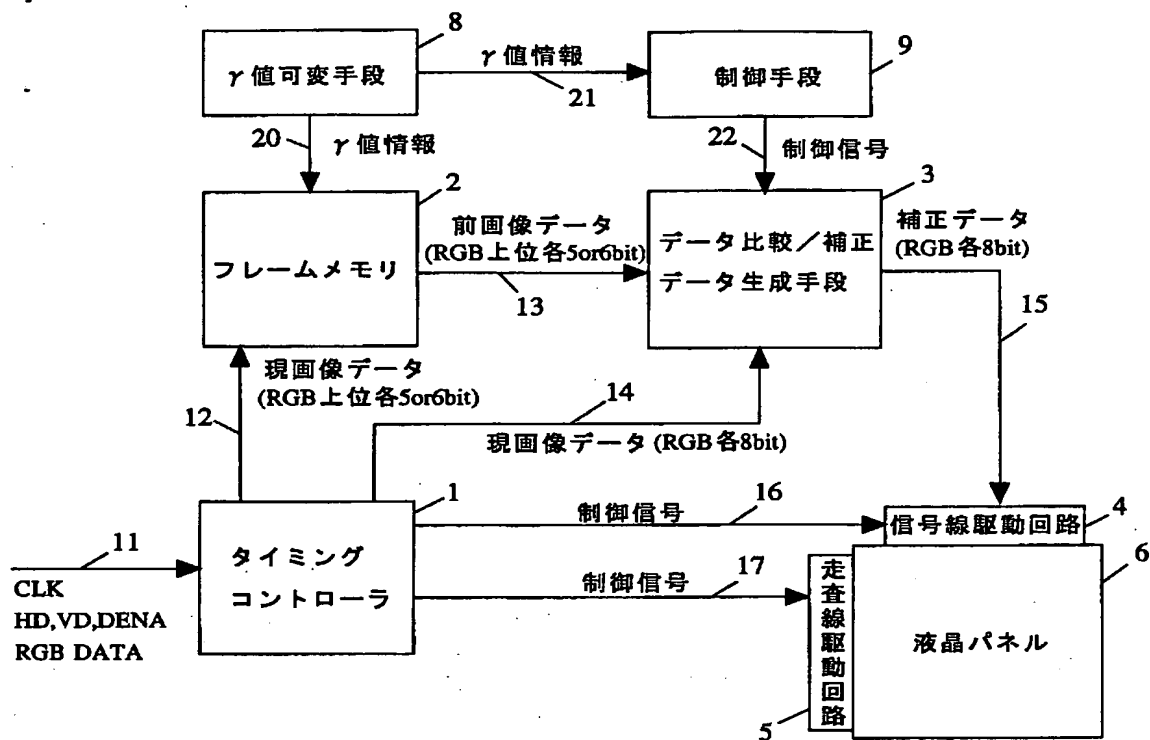 8
γ値可変手段
γ値情報
21
9
制御手段
20
γ値情報
22
制御信号
2
フレームメモリ
前画像データ
(RGB上位各5or6bit)
13
3
データ比較／補正
データ生成手段
補正データ
(RGB各8bit)
15
現画像データ
(RGB上位各5or6bit)
12
14
現画像データ(RGB各8bit)
1
タイミング
コントローラ
11
CLK
HD,VD,DENA
RGB DATA
制御信号
16
制御信号
17
信号線駆動回路
4
走査線駆動回路
5
液晶パネル
6